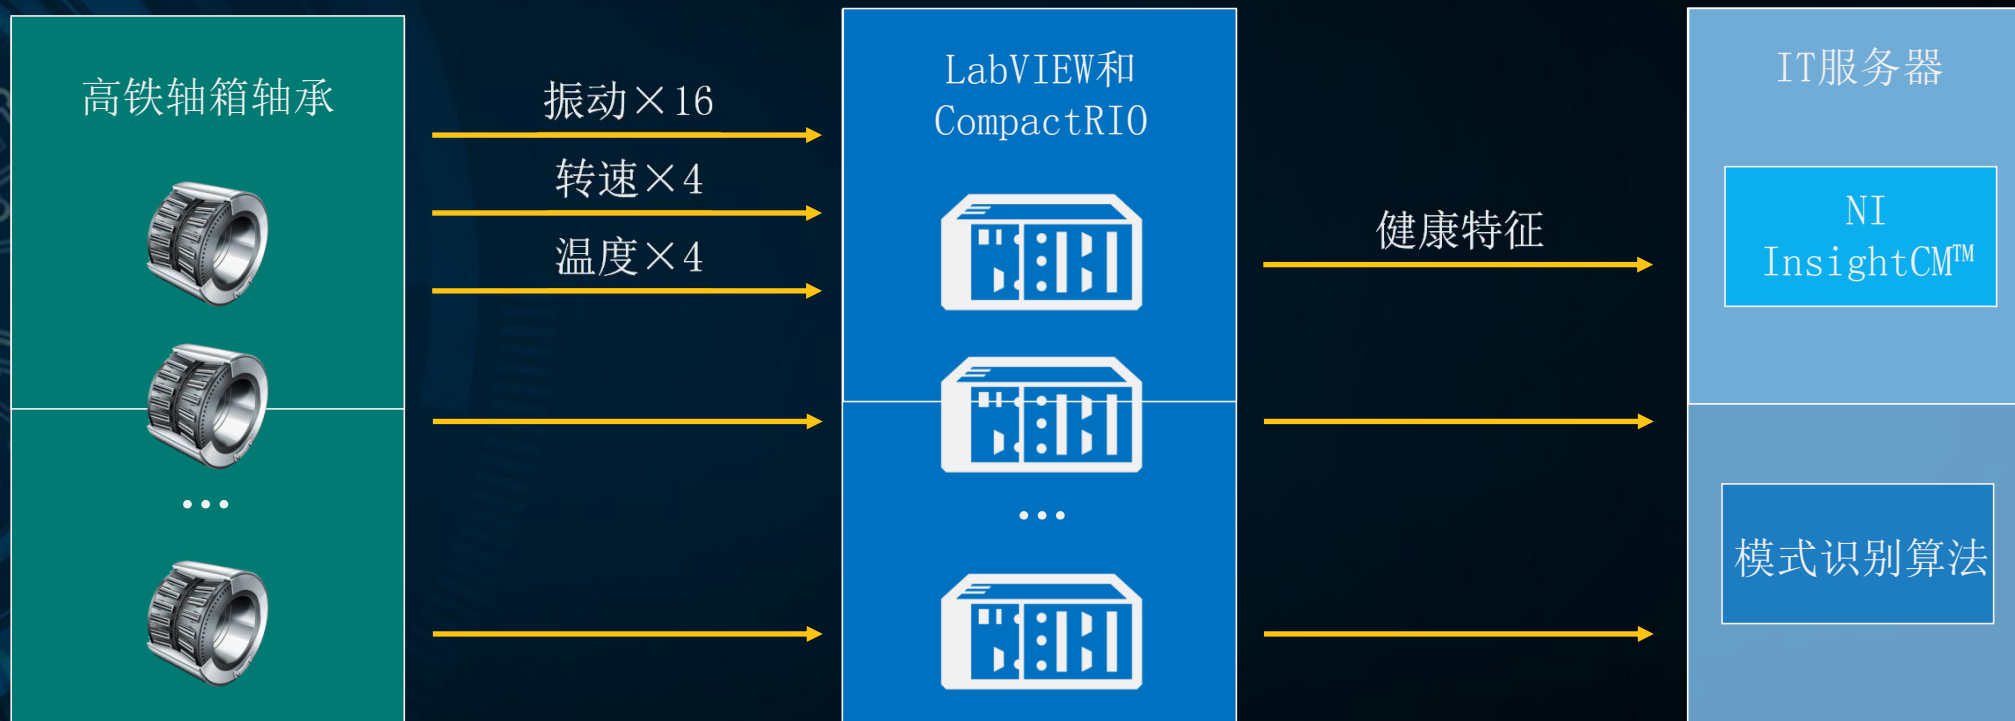 高铁轴箱轴承
振动×16
转速×4
温度×4
...
LabVIEW和
CompactRIO
...
健康特征
IT服务器
NI
InsightCM™
模式识别算法